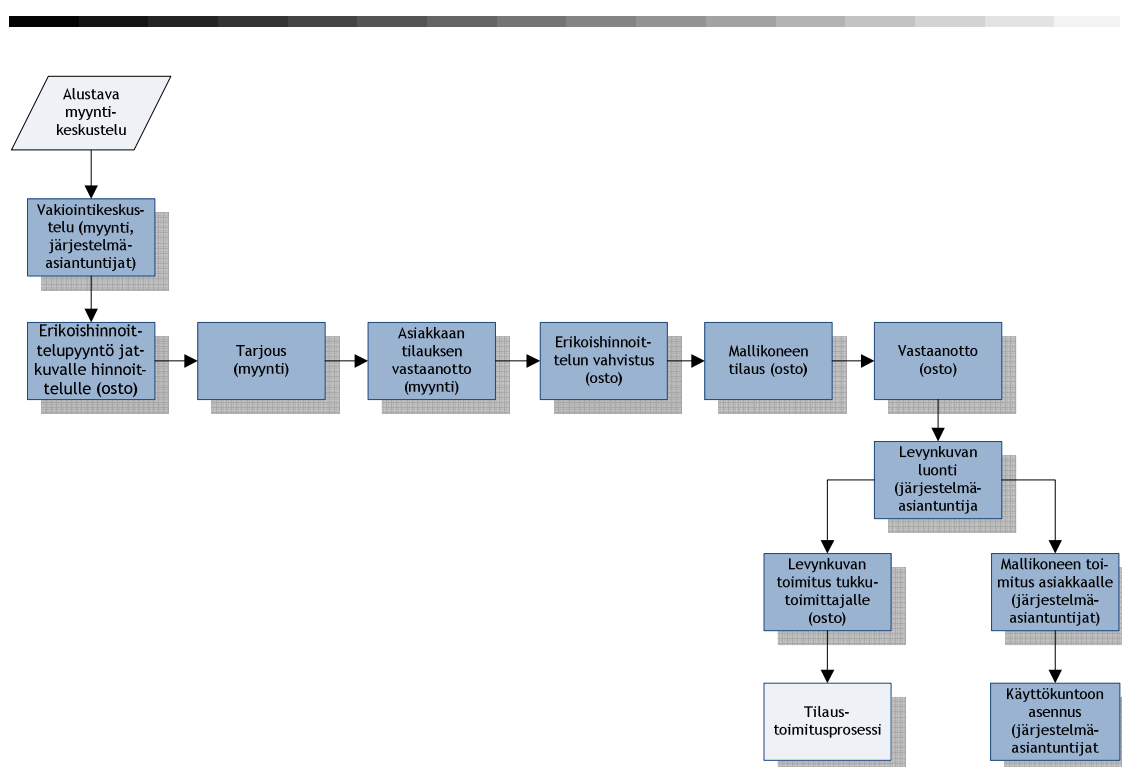 Alustava
myynti-
keskustelu
Vakiointikeskus-
telu (myynti,
järjestelmä-
asiantuntijat)
Erikoishinnoit-
telupyyntö jat-
kuvalle hinnoit-
telulle (osto)
Tarjous
(myynti)
Asiakkaan
tilauksen
vastaanotto
(myynti)
Erikoishinnoit-
telun vahvistus
(osto)
Mallikoneen
tilaus (osto)
Vastaanotto
(osto)
Levynkuvan
luonti
(järjestelmä-
asiantuntija
Levynkuvan
toimitus tukku-
toimittajalle
(osto)
Mallikoneen toi-
mitus asiakkaalle
(järjestelmä-
asiantuntijat)
Tilaus-
toimitusprosessi
Käyttökuntoon
asennus
(järjestelmä-
asiantuntijat